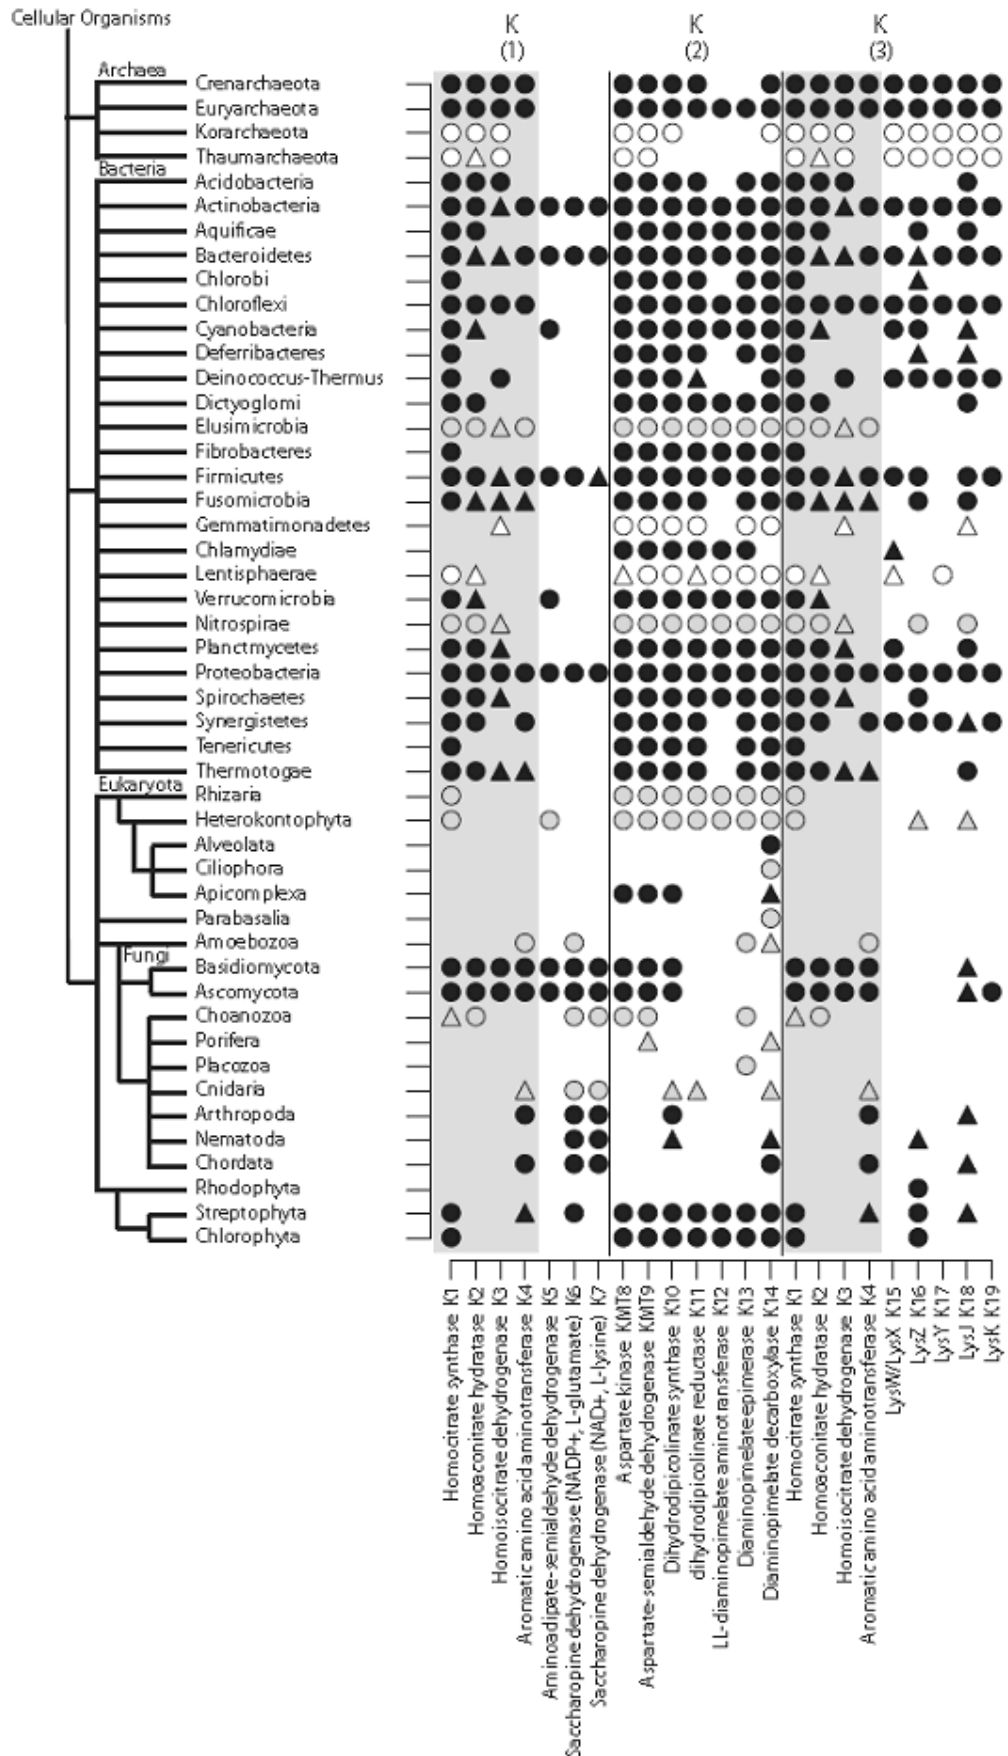 Cellular Organisms
K
(1)
K
(2)
K
(3)
Archaea
Crenarchaeota
Euryarchaeota
Korarchaeota
Thaumarchaeota
Bacteria
Acidobacteria
Actinobacteria
Aquificae
Bacteroidetes
Chlorobi
Chloroflexi
Cyanobacteria
Deferribacteres
Deinococcus-Thermus
Dictyoglomi
Elusimicrobia
Fibrobacteres
Firmicutes
Fusomicrobia
Gemmatimonadetes
Chlamydiae
Lentisphaerae
Verrucomicrobia
Nitrospirae
Planctmycetes
Proteobacteria
Spirochaetes
Synergistetes
Tenericutes
Thermotogae
Eukaryota
Rhizaria
Heterokontophyta
Alveolata
Ciliophora
Apicomplexa
Parabasalia
Amoebozoa
Fungi
Basidiomycota
Ascomycota
Choanozoa
Porifera
Placozoa
Cnidaria
Arthropoda
Nematoda
Chordata
Rhodophyta
Streptophyta
Chlorophyta
Homocitrate synthase K1
Homoaconitate hydratase K2
Homoisocitrate dehydrogenase K3
Aromatic amino acid aminotransferase K4
Aminoadipate-semialdehyde dehydrogenase K5
Saccharopine dehydrogenase (NADP+, L-glutamate) K6
Saccharopine dehydrogenase (NAD+, L-lysine) K7
Aspartate kinase KMT8
Aspartate-semialdehyde dehydrogenase KMT9
Dihydrodipicolinate synthase K10
dihydrodipicolinate reductase K11
LL-diaminopimelate aminotransferase K12
Diaminopimelate epimerase K13
Diaminopimelate decarboxylase K14
Homocitrate synthase K1
Homoaconitate hydratase K2
Homoisocitrate dehydrogenase K3
Aromatic amino acid aminotransferase K4
LysW/LysX K15
LysZ K16
LysY K17
LysJ K18
LysK K19